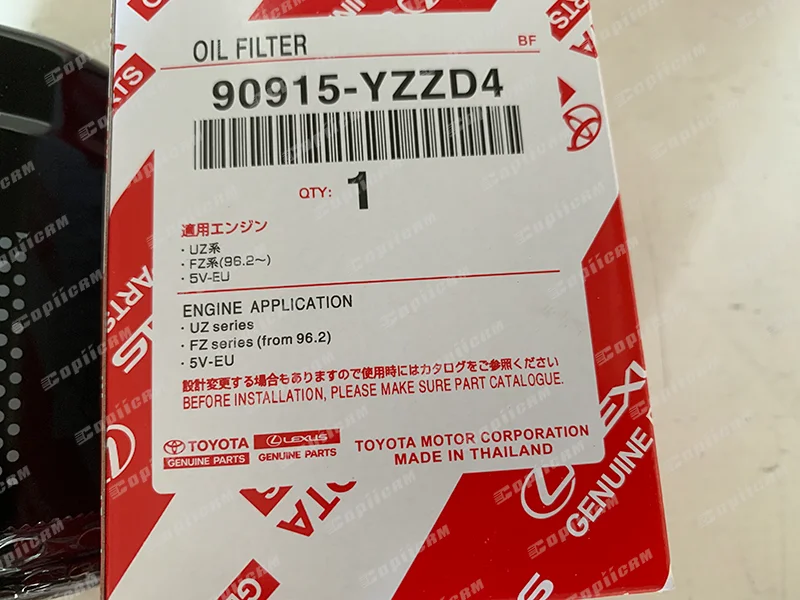 OIL FILTER
BF
90915-YZZD4
QTY: 1
適用エンジン
・UZ系
・FZ系(96.2～)
・5V-EU
ENGINE APPLICATION
・UZ series
・FZ series (from 96.2)
・5V-EU
設計変更する場合もありますので使用時にはカタログをご参照ください
BEFORE INSTALLATION, PLEASE MAKE SURE PART CATALOGUE.
TOYOTA
GENUINE PARTS
LEXUS
GENUINE PARTS
TOYOTA MOTOR CORPORATION
MADE IN THAILAND
GENUINE
TOYOTA
PARTS
CopiiCRM